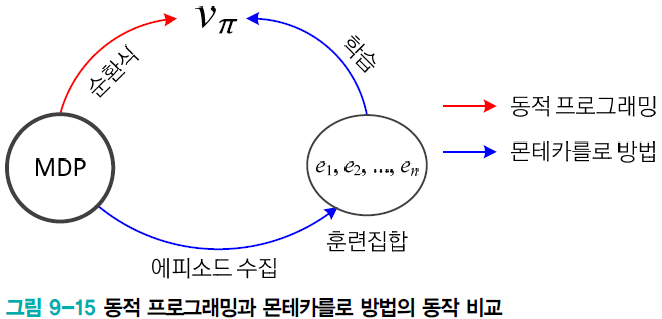 v_π
순환식
학습
MDP
e₁, e₂, ..., eₙ
동적 프로그래밍
몬테카를로 방법
훈련집합
에피소드 수집
그림 9-15 동적 프로그래밍과 몬테카를로 방법의 동작 비교